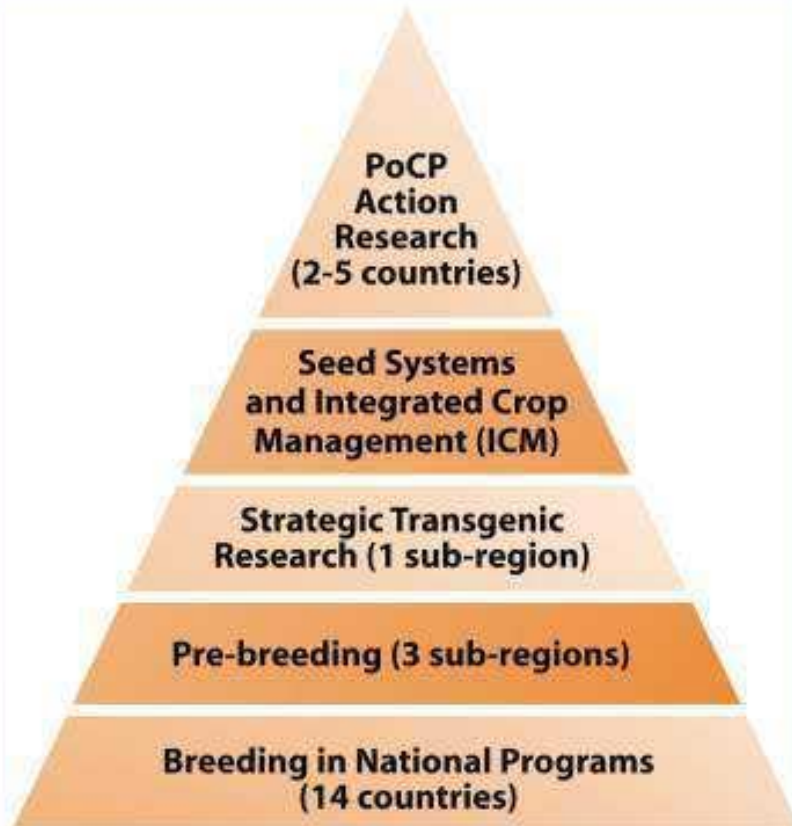 PoCP
Action
Research
(2-5 countries)
Seed Systems
and Integrated Crop
Management (ICM)
Strategic Transgenic
Research (1 sub-region)
Pre-breeding (3 sub-regions)
Breeding in National Programs
(14 countries)